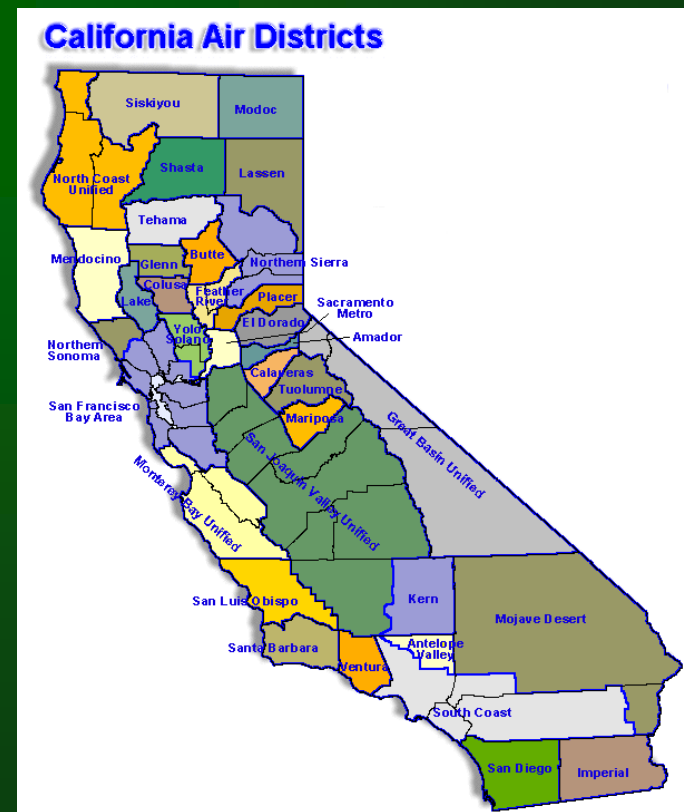 California Air Districts
Siskiyou
Modoc
North Coast
Unified
Shasta
Lassen
Tehama
Mendocino
Glenn
Butte
Northern Sierra
Lake
Colusa
Feather
River
Placer
Sacramento
Metro
Yolo
Solano
El Dorado
Amador
Northern
Sonoma
Calaveras
Tuolumne
San Francisco
Bay Area
Mariposa
Great Basin Unified
San Joaquin Valley Unified
Monterey Bay Unified
San Luis Obispo
Kern
Mojave Desert
Santa Barbara
Ventura
Antelope
Valley
South Coast
San Diego
Imperial